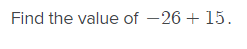 Find the value of −26 + 15.